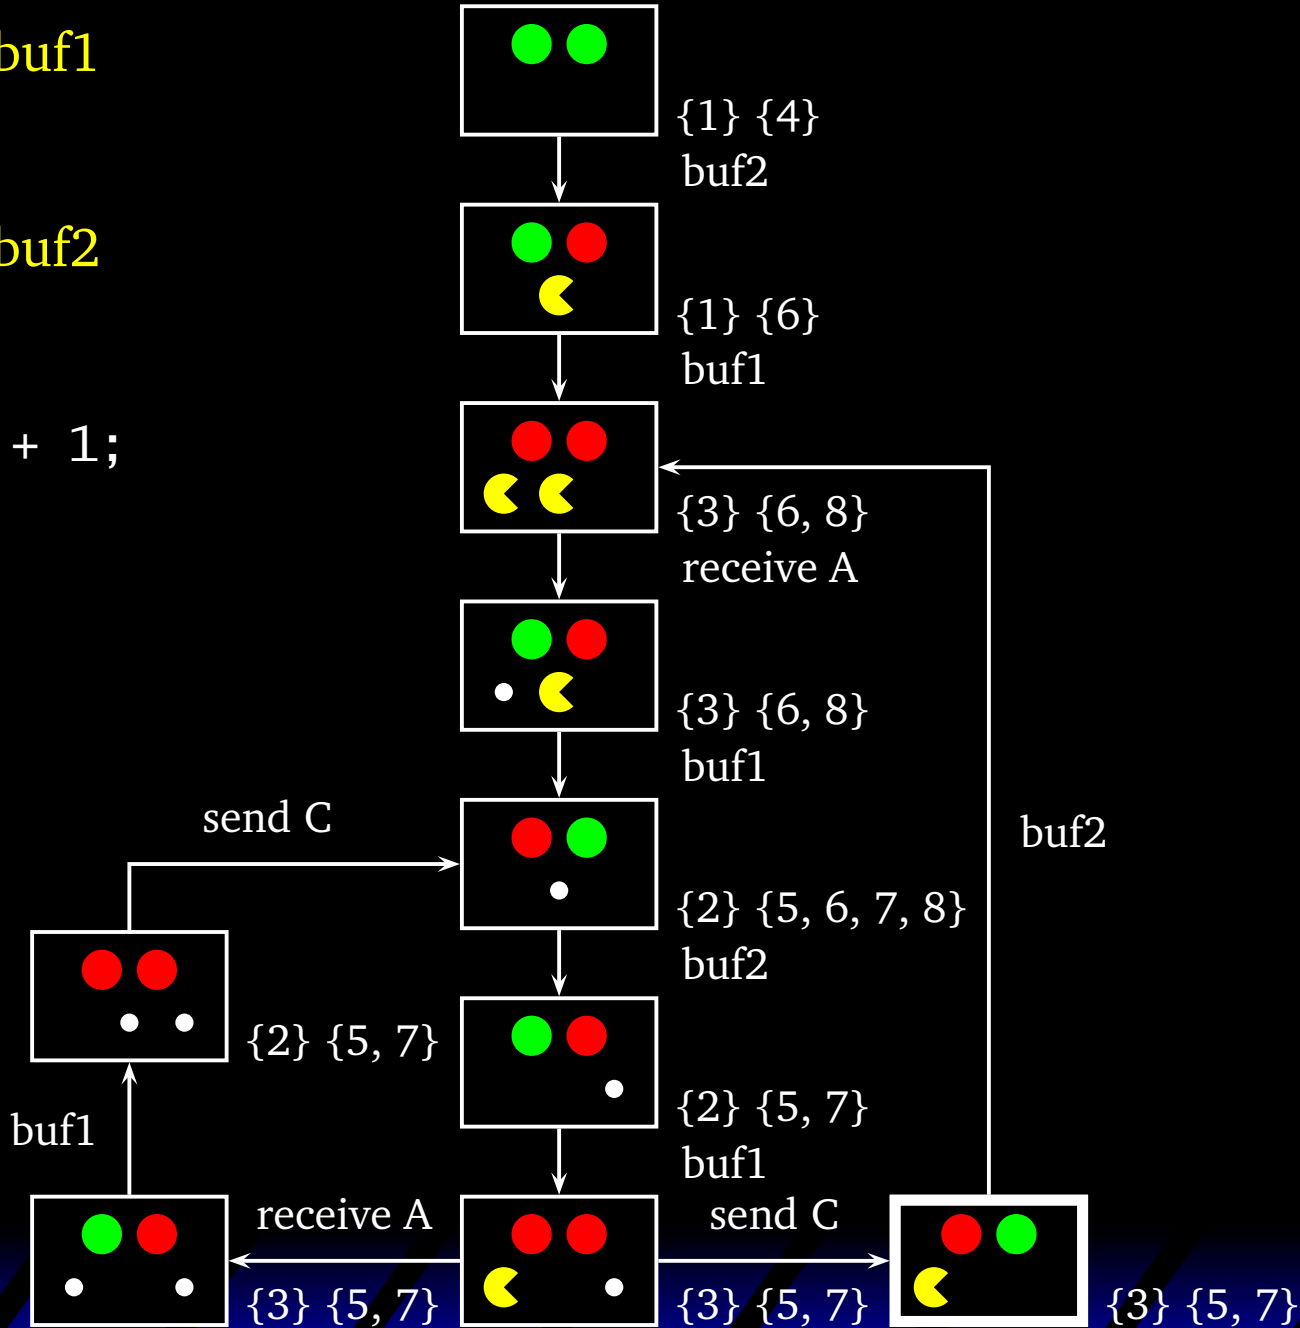 buf1
{1} {4}
buf2
buf2
{1} {6}
buf1
+ 1;
{3} {6, 8}
receive A
{3} {6, 8}
buf1
send C
buf2
{2} {5, 6, 7, 8}
buf2
{2} {5, 7}
{2} {5, 7}
buf1
buf1
receive A
send C
{3} {5, 7}
{3} {5, 7}
{3} {5, 7}